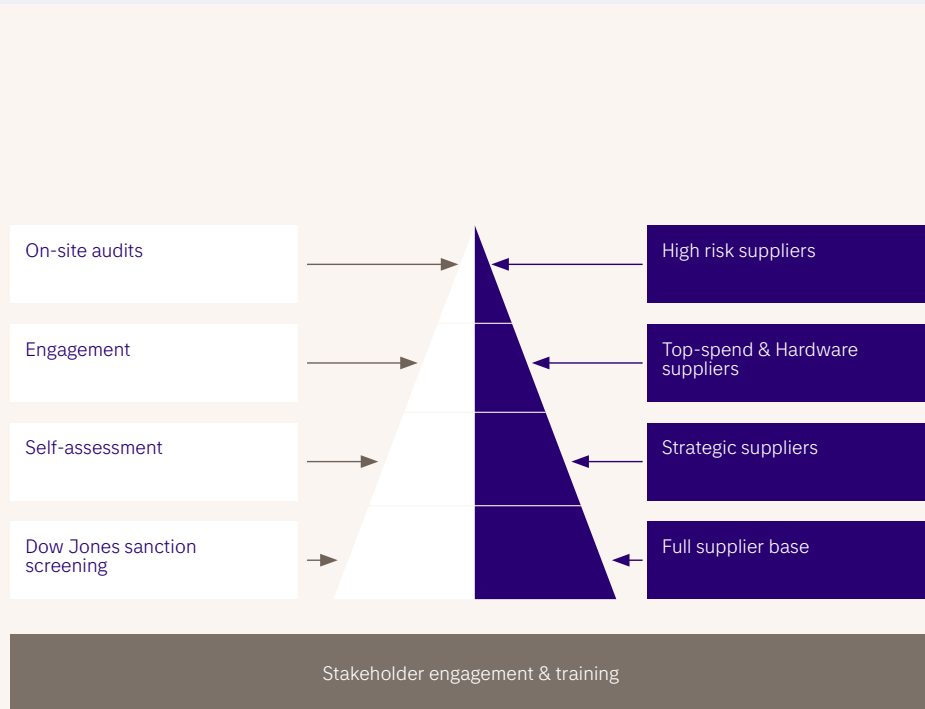 On-site audits
High risk suppliers
Engagement
Top-spend & Hardware
suppliers
Self-assessment
Strategic suppliers
Dow Jones sanction
screening
Full supplier base
Stakeholder engagement & training